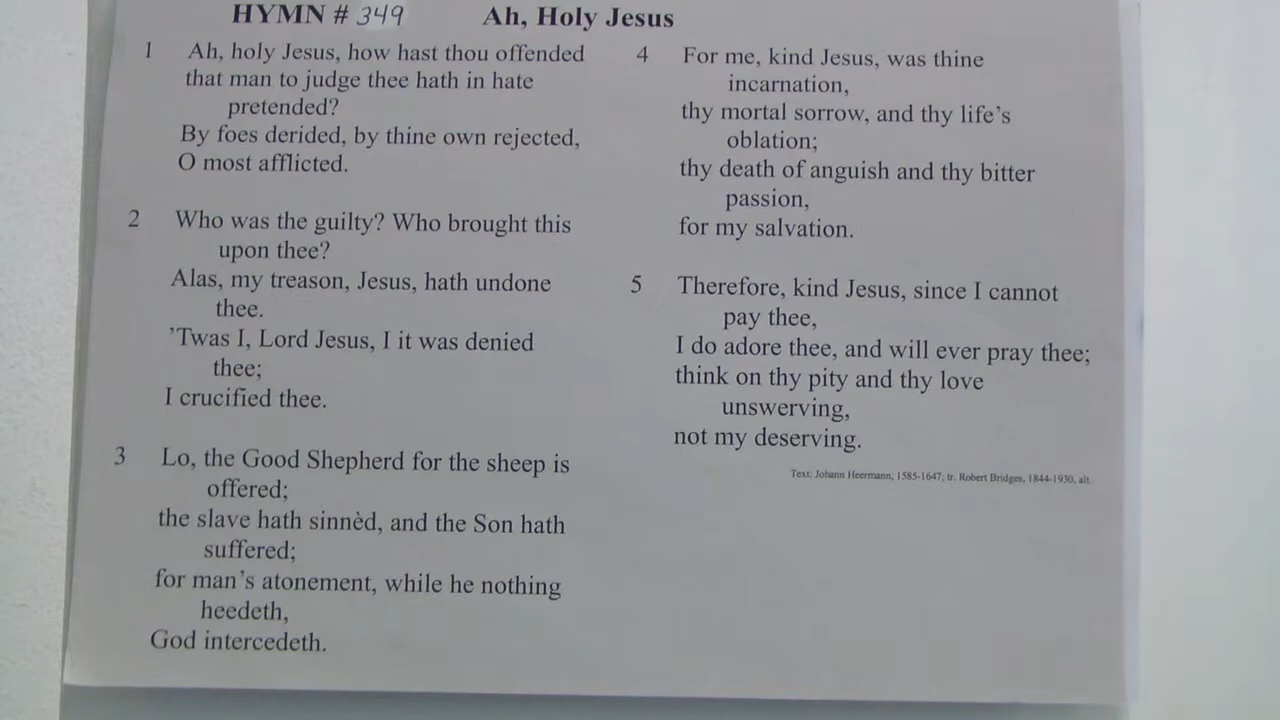 HYMN # 349 Ah, Holy Jesus
1 Ah, holy Jesus, how hast thou offended
that man to judge thee hath in hate
pretended?
By foes derided, by thine own rejected,
O most afflicted.
2 Who was the guilty? Who brought this
upon thee?
Alas, my treason, Jesus, hath undone
thee.
’Twas I, Lord Jesus, I it was denied
thee;
I crucified thee.
3 Lo, the Good Shepherd for the sheep is
offered;
the slave hath sinnèd, and the Son hath
suffered;
for man’s atonement, while he nothing
heedeth,
God intercedeth.
4 For me, kind Jesus, was thine
incarnation,
thy mortal sorrow, and thy life’s
oblation;
thy death of anguish and thy bitter
passion,
for my salvation.
5 Therefore, kind Jesus, since I cannot
pay thee,
I do adore thee, and will ever pray thee;
think on thy pity and thy love
unswerving,
not my deserving.
Text: Johann Heermann, 1585-1647; tr. Robert Bridges, 1844-1930, alt.